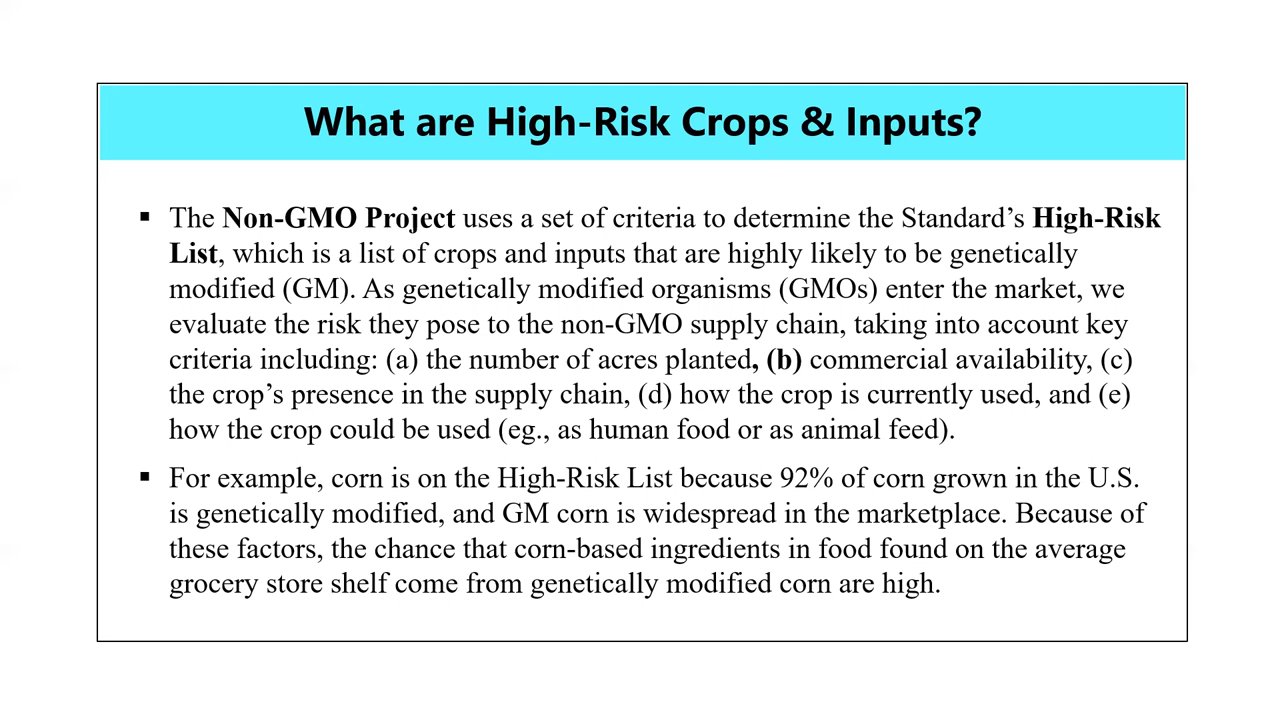 What are High-Risk Crops & Inputs?
▪ The Non-GMO Project uses a set of criteria to determine the Standard’s High-Risk
List, which is a list of crops and inputs that are highly likely to be genetically
modified (GM). As genetically modified organisms (GMOs) enter the market, we
evaluate the risk they pose to the non-GMO supply chain, taking into account key
criteria including: (a) the number of acres planted, (b) commercial availability, (c)
the crop’s presence in the supply chain, (d) how the crop is currently used, and (e)
how the crop could be used (eg., as human food or as animal feed).
▪ For example, corn is on the High-Risk List because 92% of corn grown in the U.S.
is genetically modified, and GM corn is widespread in the marketplace. Because of
these factors, the chance that corn-based ingredients in food found on the average
grocery store shelf come from genetically modified corn are high.